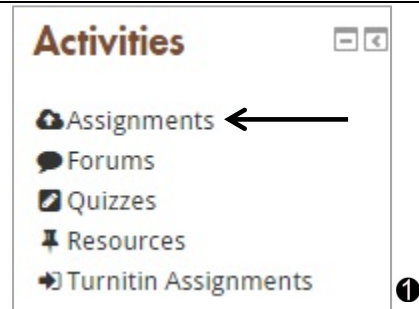 Activities
Assignments
Forums
Quizzes
Resources
Turnitin Assignments
❶